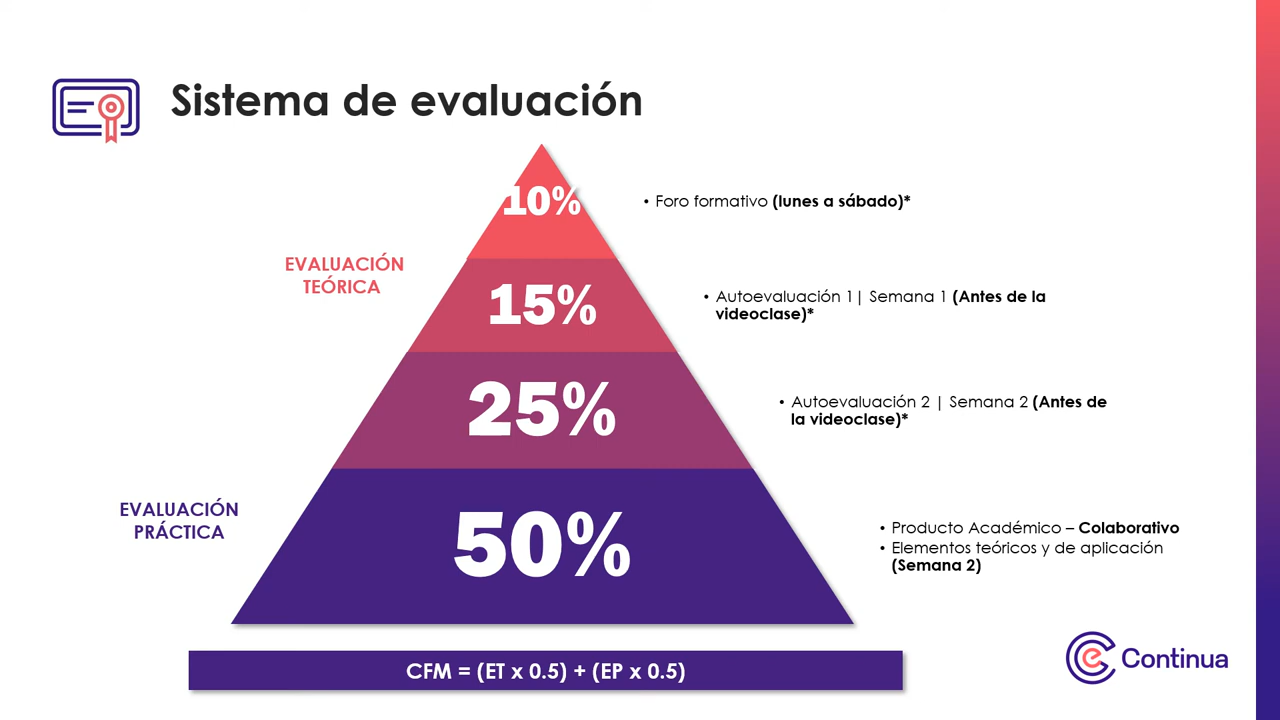 Sistema de evaluación
10%
• Foro formativo (lunes a sábado)*
EVALUACIÓN
TEÓRICA
15%
• Autoevaluación 1| Semana 1 (Antes de la
videoclase)*
25%
• Autoevaluación 2 | Semana 2 (Antes de
la videoclase)*
EVALUACIÓN
PRÁCTICA
50%
• Producto Académico – Colaborativo
• Elementos teóricos y de aplicación
(Semana 2)
CFM = (ET x 0.5) + (EP x 0.5)
Continua